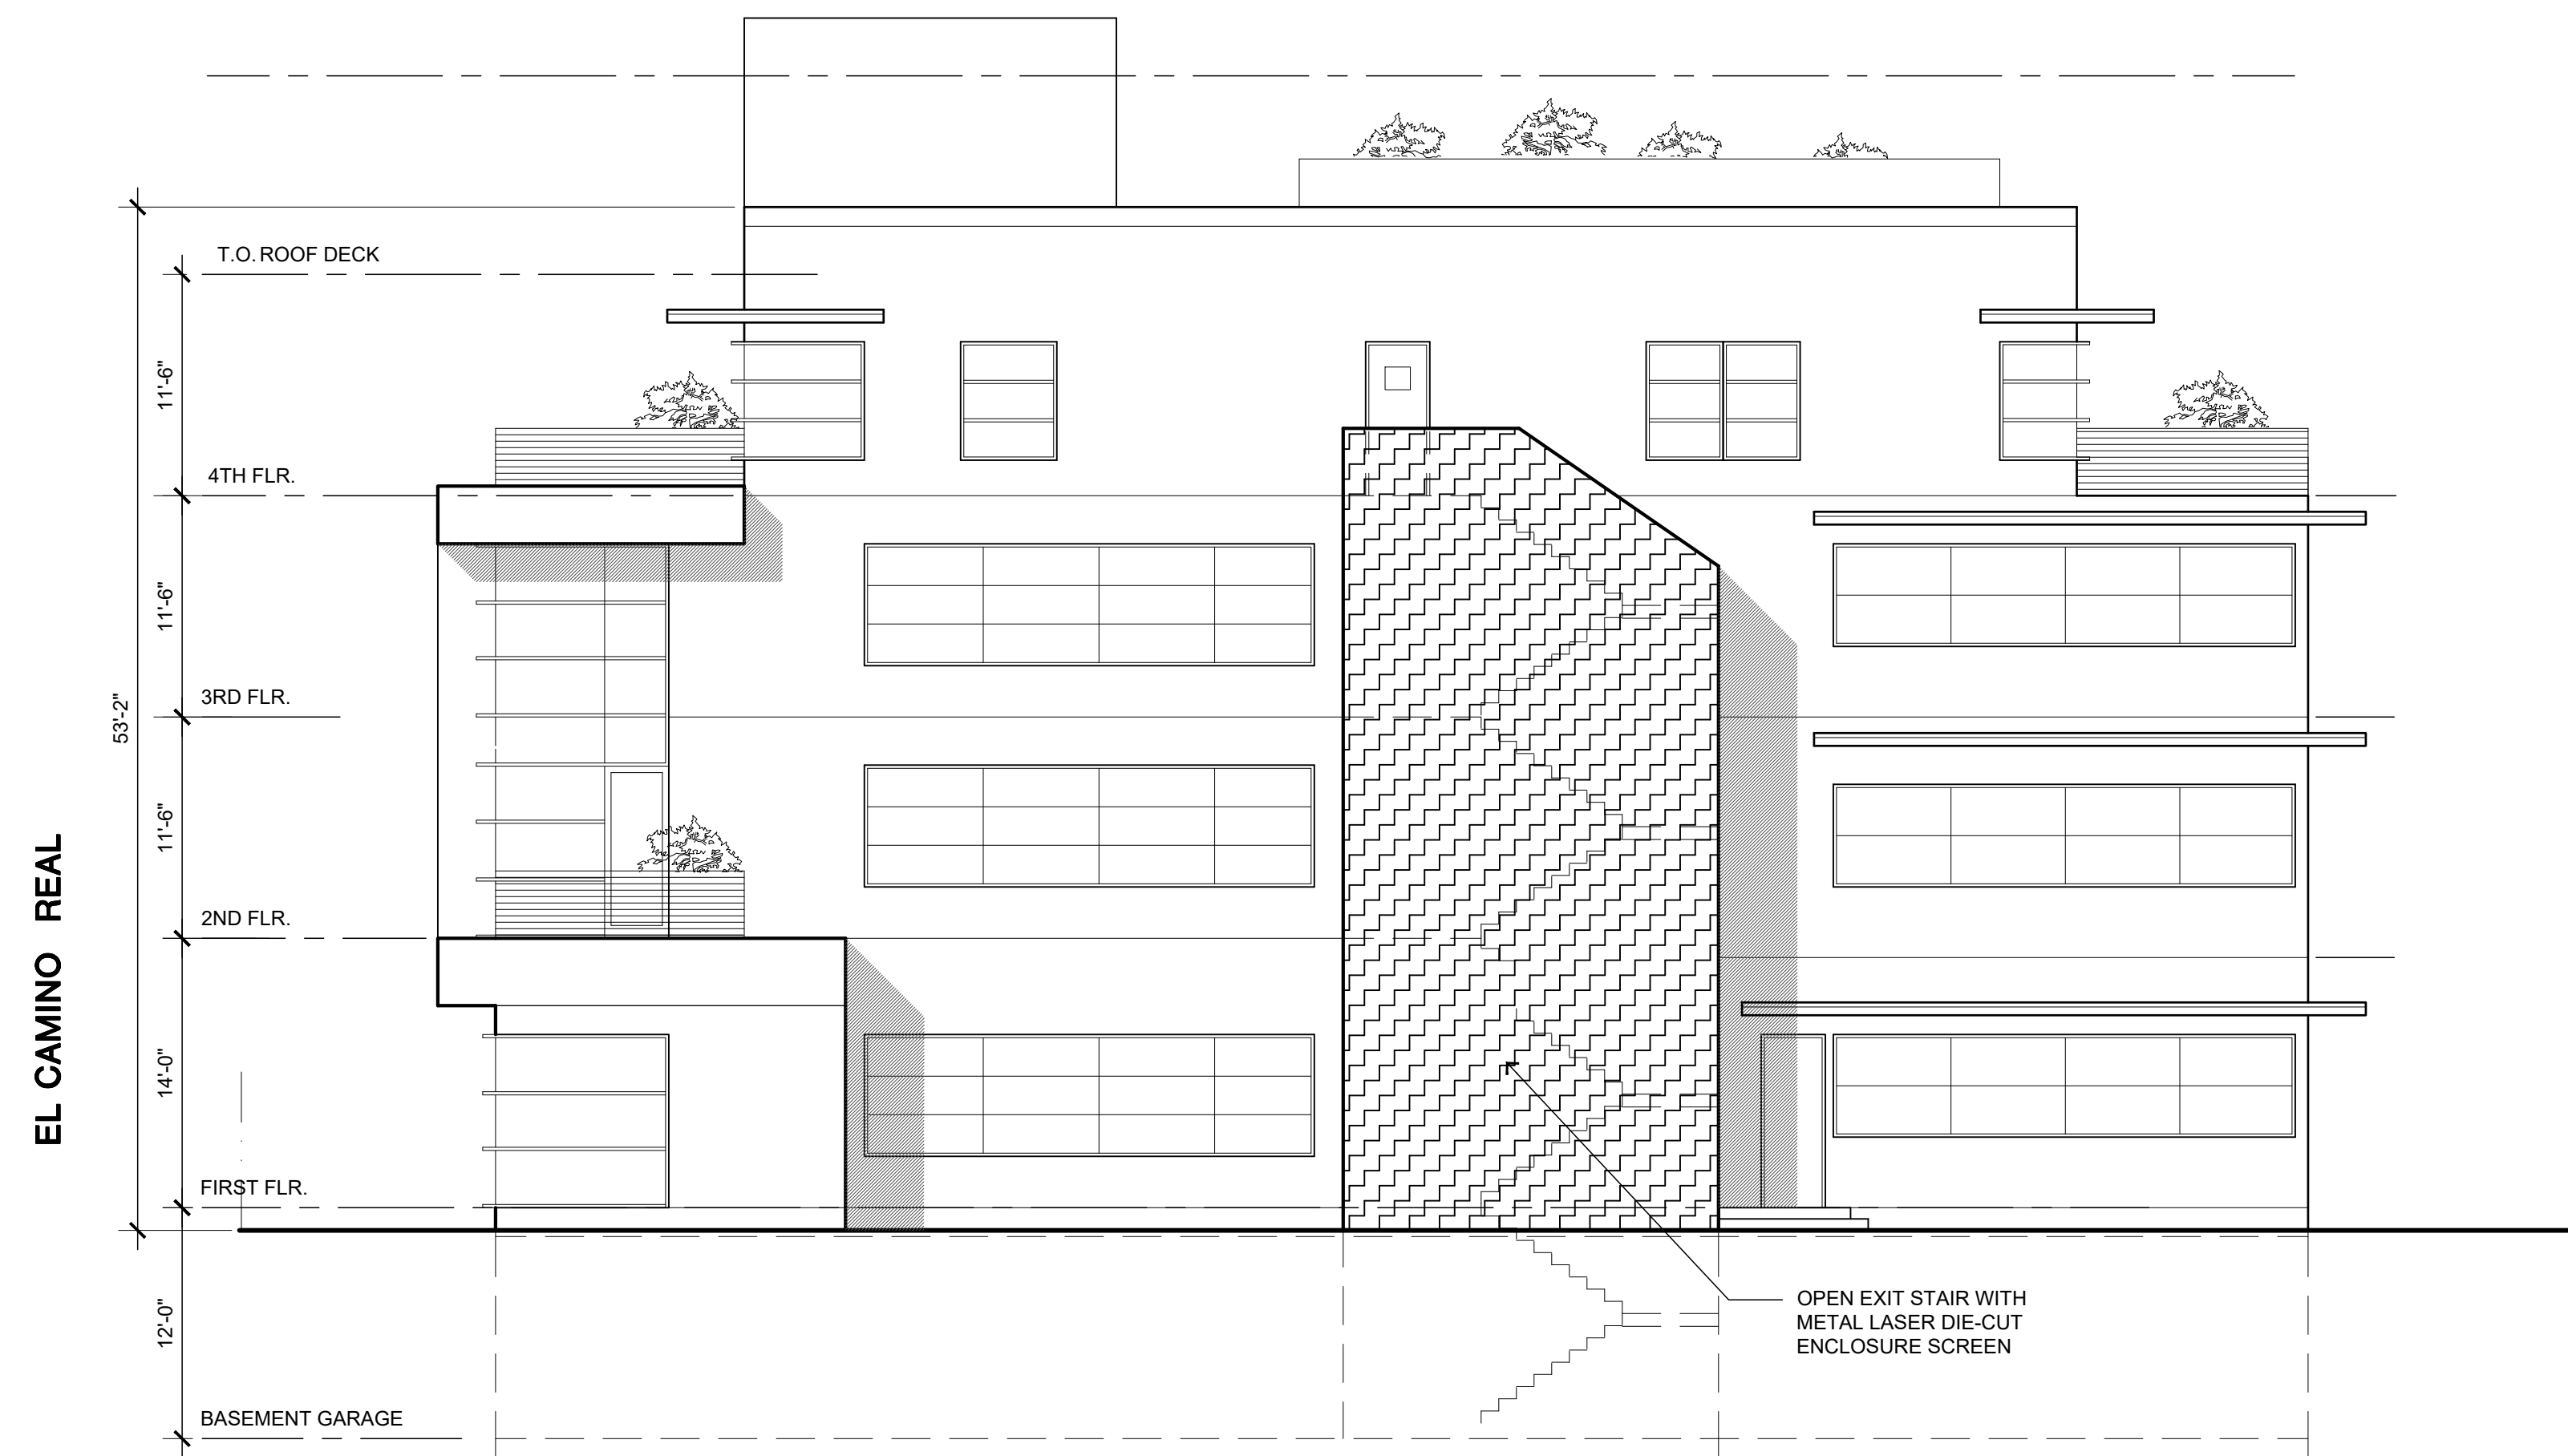 T.O. ROOF DECK
11'-6"
4TH FLR.
11'-6"
3RD FLR.
53'-2"
11'-6"
2ND FLR.
EL CAMINO REAL
14'-0"
FIRST FLR.
12'-0"
OPEN EXIT STAIR WITH
METAL LASER DIE-CUT
ENCLOSURE SCREEN
BASEMENT GARAGE